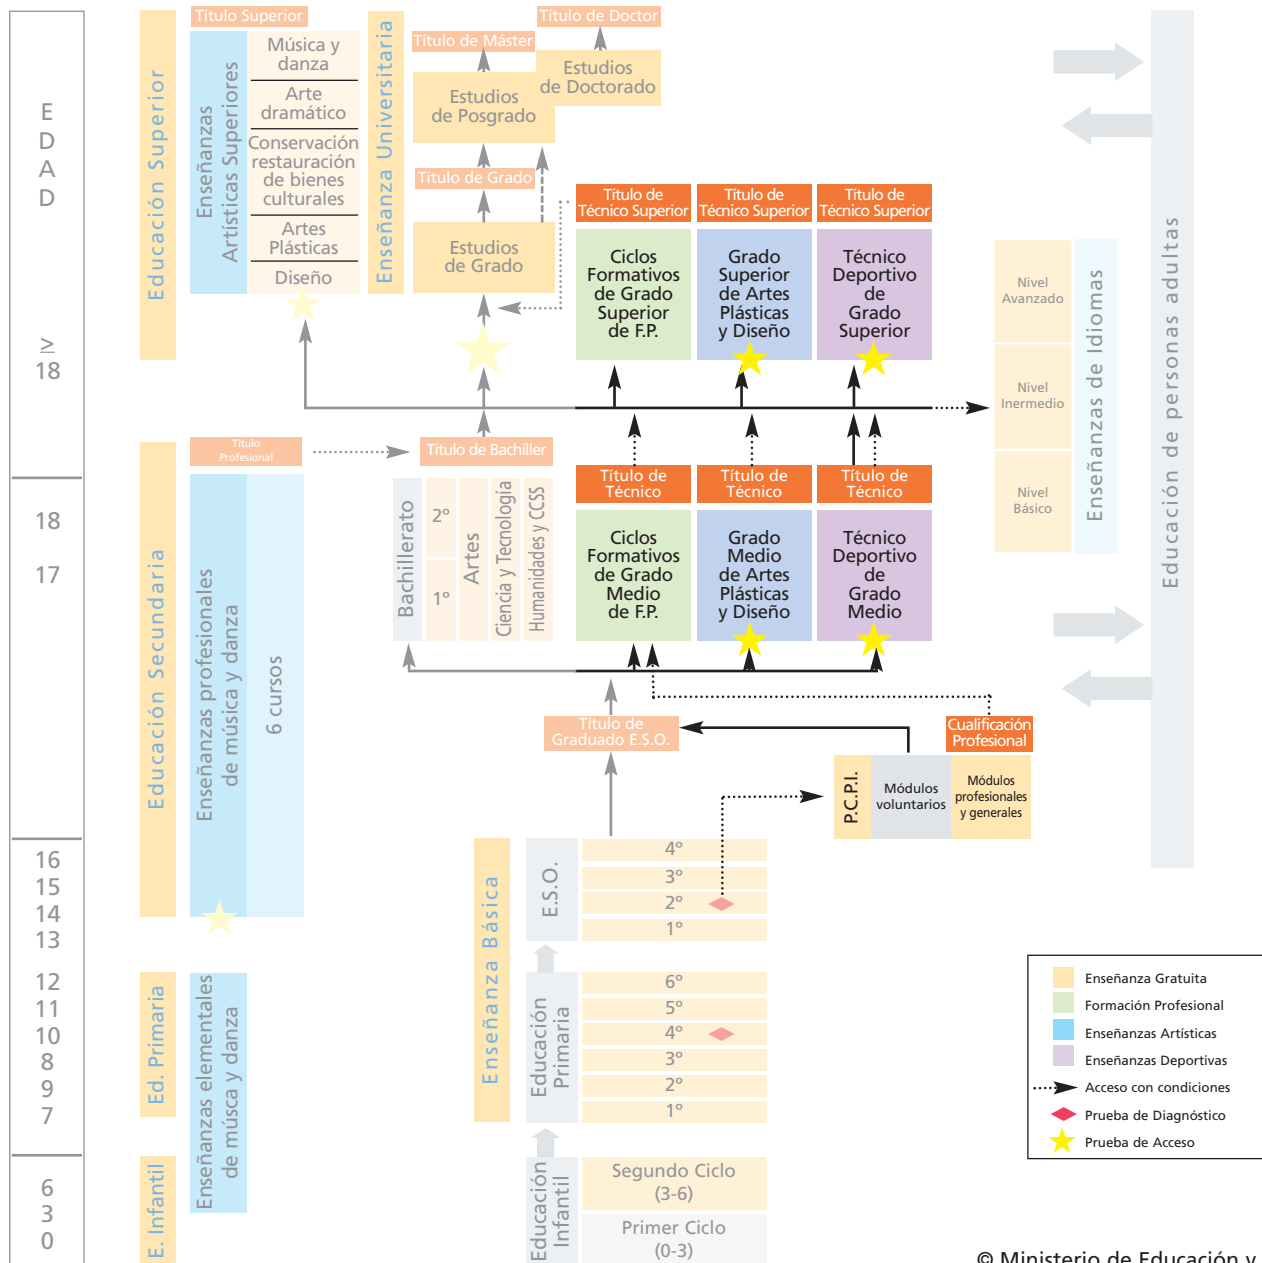 E
D
A
D
≥
18
18
17
16
15
14
13
12
11
10
8
9
7
6
3
0
Educación Superior
Educación Secundaria
Ed. Primaria
E. Infantil
Título Superior
Enseñanzas
Artísticas Superiores
Música y
danza
Arte
dramático
Conservación
restauración
de bienes
culturales
Artes
Plásticas
Diseño
Enseñanza Universitaria
Título de Máster
Título de Doctor
Estudios
de Posgrado
Estudios
de Doctorado
Título de Grado
Estudios
de Grado
Título de
Técnico Superior
Título de
Técnico Superior
Título de
Técnico Superior
Ciclos
Formativos
de Grado
Superior
de F.P.
Grado
Superior
de Artes
Plásticas
y Diseño
Técnico
Deportivo
de
Grado
Superior
Nivel
Avanzado
Nivel
Inermedio
Nivel
Básico
Enseñanzas de Idiomas
Educación de personas adultas
Título
Profesional
Título de Bachiller
Título de
Técnico
Título de
Técnico
Título de
Técnico
Enseñanzas profesionales
de música y danza
6 cursos
Bachillerato
2º
1º
Artes
Ciencia y Tecnología
Humanidades y CCSS
Ciclos
Formativos
de Grado
Medio
de F.P.
Grado
Medio
de Artes
Plásticas
y Diseño
Técnico
Deportivo
de
Grado
Medio
Título de
Graduado E.S.O.
Cualificación
Profesional
P.C.P.I.
Módulos
voluntarios
Módulos
profesionales
y generales
Enseñanza Básica
E.S.O.
4º
3º
2º
1º
Enseñanzas elementales
de músca y danza
Educación
Primaria
6º
5º
4º
3º
2º
1º
Educación
Infantil
Segundo Ciclo
(3-6)
Primer Ciclo
(0-3)
Enseñanza Gratuita
Formación Profesional
Enseñanzas Artísticas
Enseñanzas Deportivas
Acceso con condiciones
Prueba de Diagnóstico
Prueba de Acceso
© Ministerio de Educación y